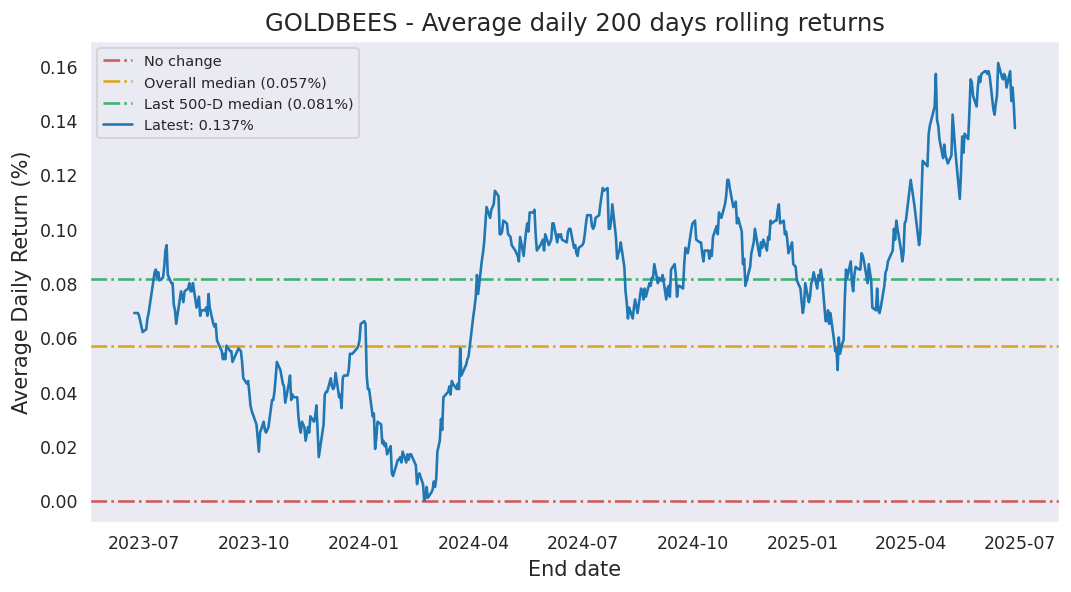 GOLDBEES - Average daily 200 days rolling returns
No change
Overall median (0.057%)
Last 500-D median (0.081%)
Latest: 0.137%
Average Daily Return (%)
0.16
0.14
0.12
0.10
0.08
0.06
0.04
0.02
0.00
2023-07 2023-10 2024-01 2024-04 2024-07 2024-10 2025-01 2025-04 2025-07
End date